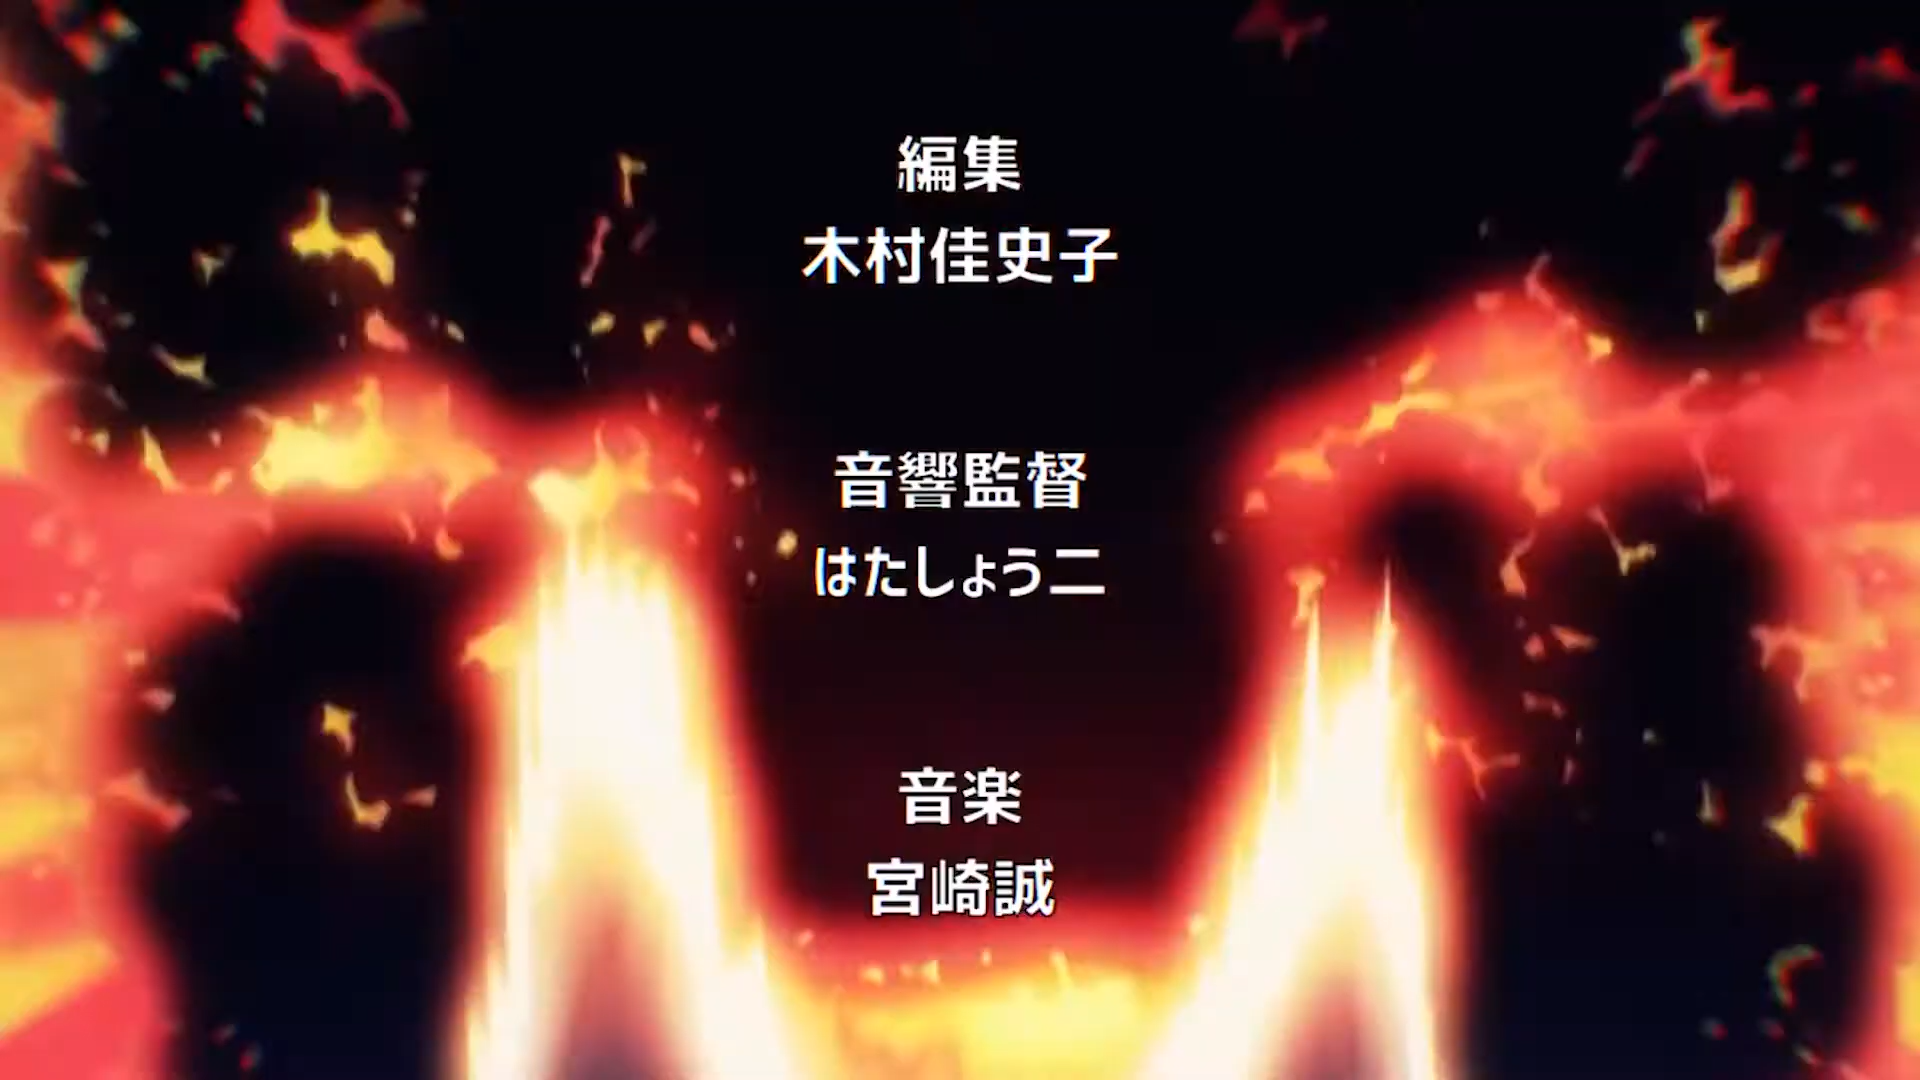 編集
木村佳史子
音響監督
はたしょう二
音楽
宮崎誠